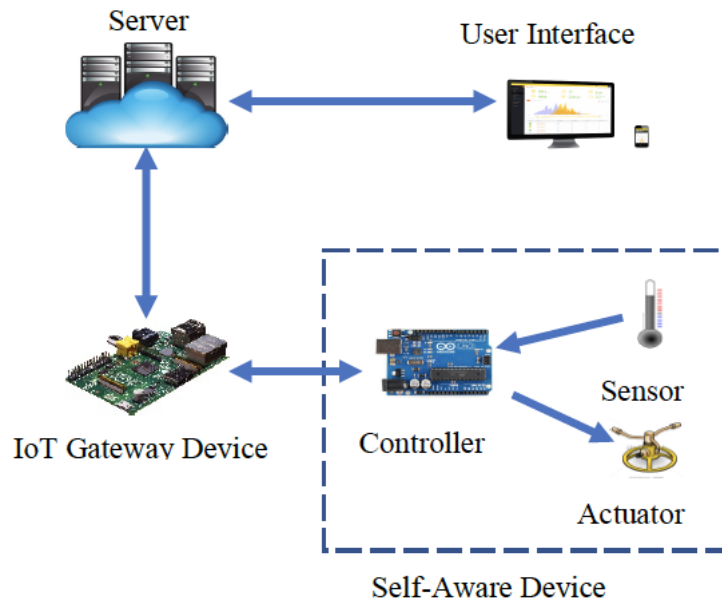 Server
User Interface
IoT Gateway Device
Controller
Sensor
Actuator
Self-Aware Device